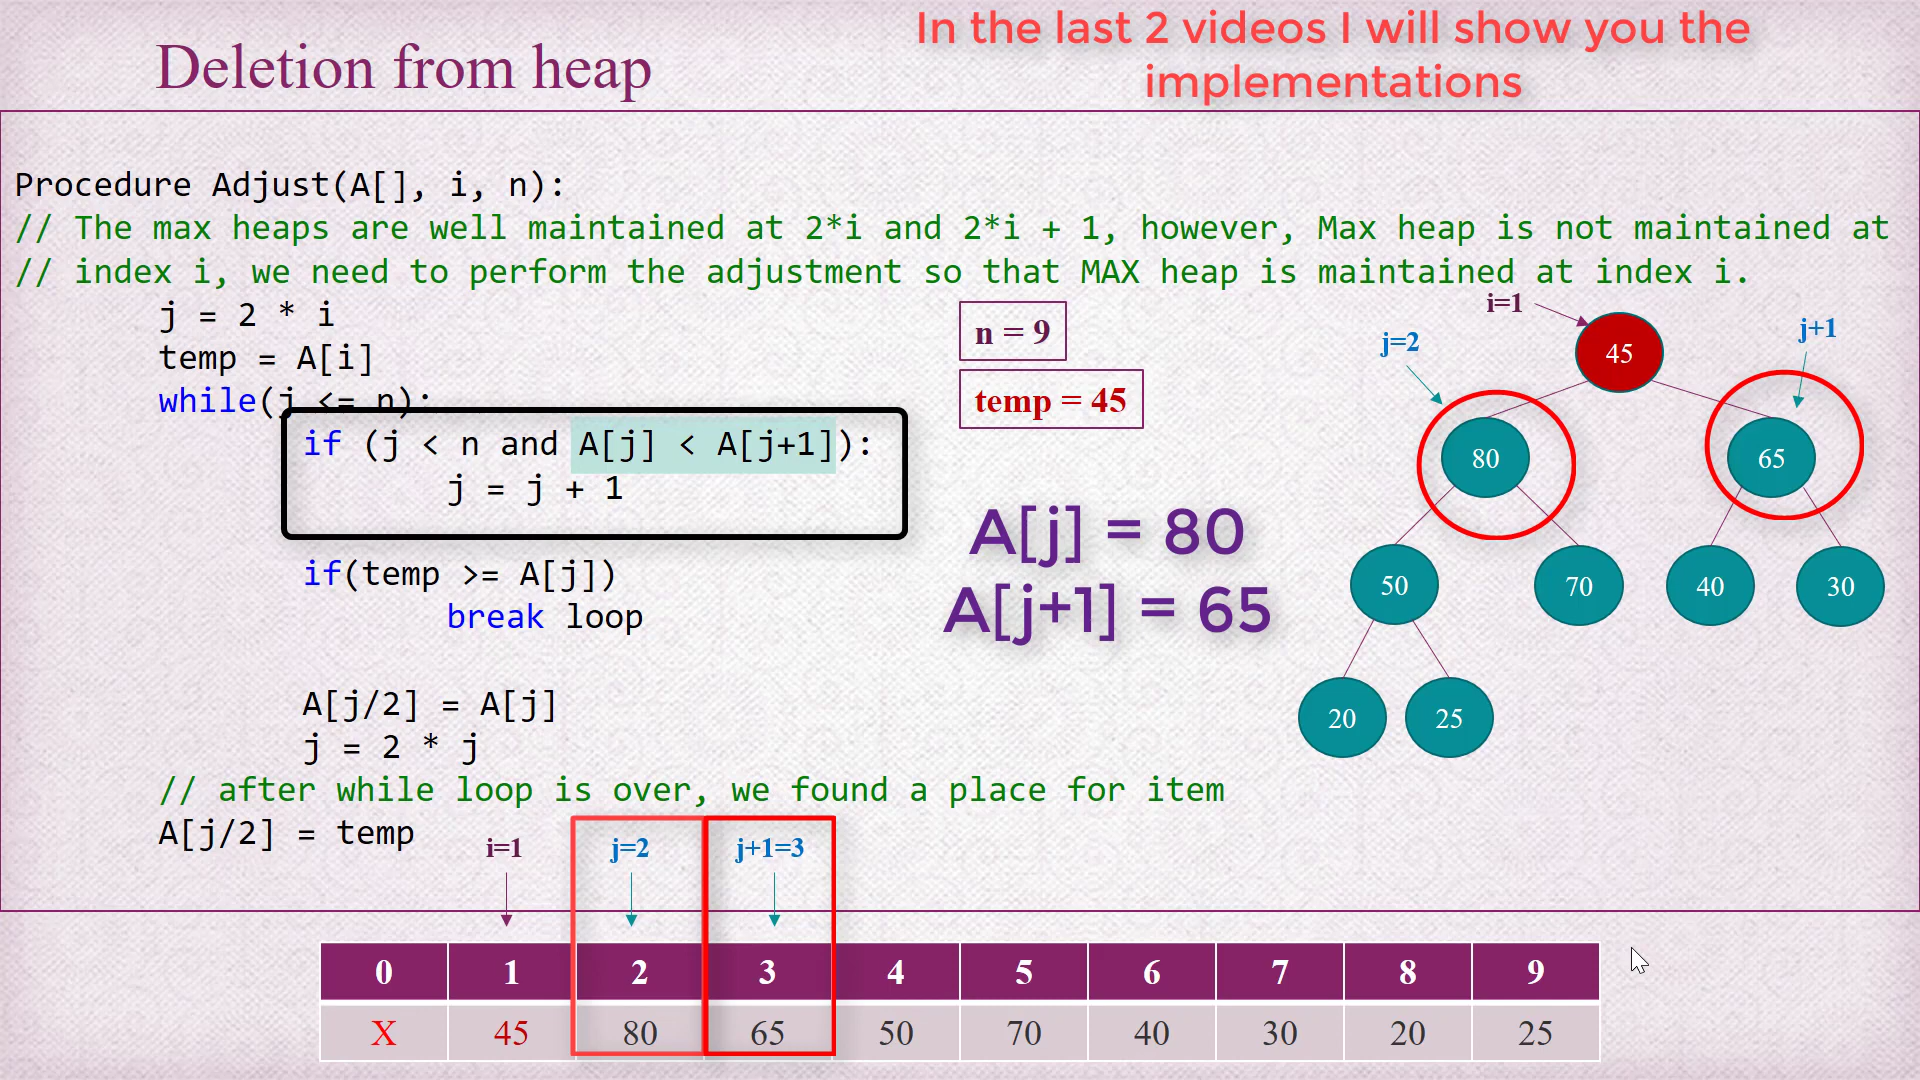 In the last 2 videos I will show you the
implementations
Deletion from heap
Procedure Adjust(A[], i, n):
// The max heaps are well maintained at 2*i and 2*i + 1, however, Max heap is not maintained at
// index i, we need to perform the adjustment so that MAX heap is maintained at index i.
j = 2 * i
temp = A[i]
while(j <= n):
if (j < n and A[j] < A[j+1]):
j = j + 1
if(temp >= A[j])
break loop
A[j/2] = A[j]
j = 2 * j
// after while loop is over, we found a place for item
A[j/2] = temp
n = 9
temp = 45
A[j] = 80
A[j+1] = 65
i=1
j=2
j+1
45
80 65
50 70 40 30
20 25
i=1 j=2 j+1=3
0 1 2 3 4 5 6 7 8 9
X 45 80 65 50 70 40 30 20 25